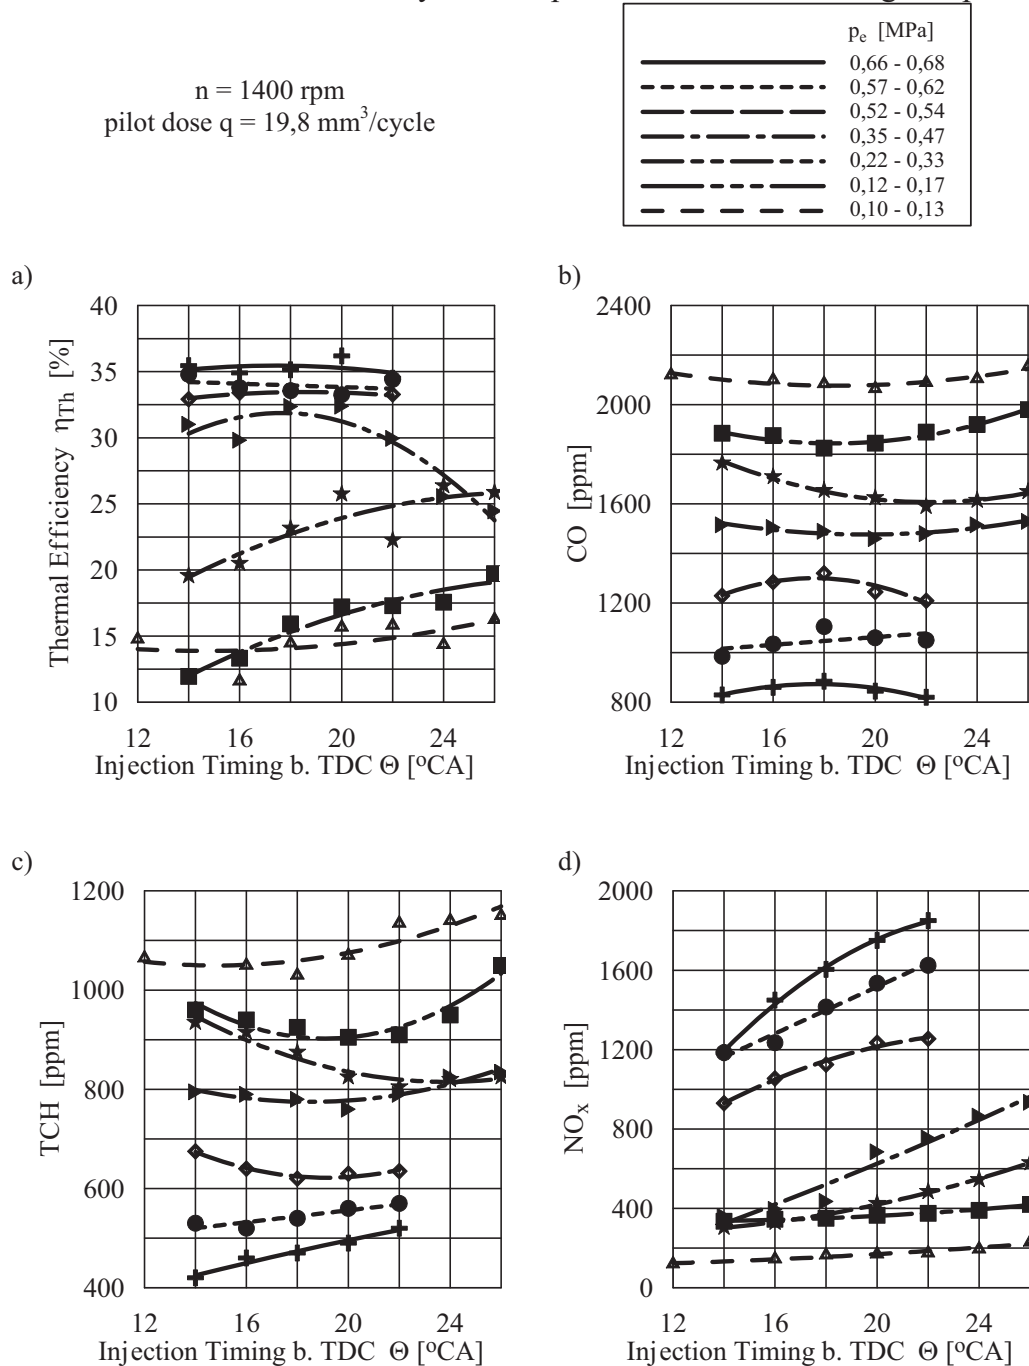 p_e [MPa]
0,66 - 0,68
0,57 - 0,62
0,52 - 0,54
0,35 - 0,47
0,22 - 0,33
0,12 - 0,17
0,10 - 0,13
n = 1400 rpm
pilot dose q = 19,8 mm³/cycle
a)
Thermal Efficiency η_Th [%]
40
35
30
25
20
15
10
12 16 20 24
Injection Timing b. TDC Θ [°CA]
b)
CO [ppm]
2400
2000
1600
1200
800
12 16 20 24
Injection Timing b. TDC Θ [°CA]
c)
TCH [ppm]
1200
1000
800
600
400
12 16 20 24
Injection Timing b. TDC Θ [°CA]
d)
NO_x [ppm]
2000
1600
1200
800
400
0
12 16 20 24
Injection Timing b. TDC Θ [°CA]